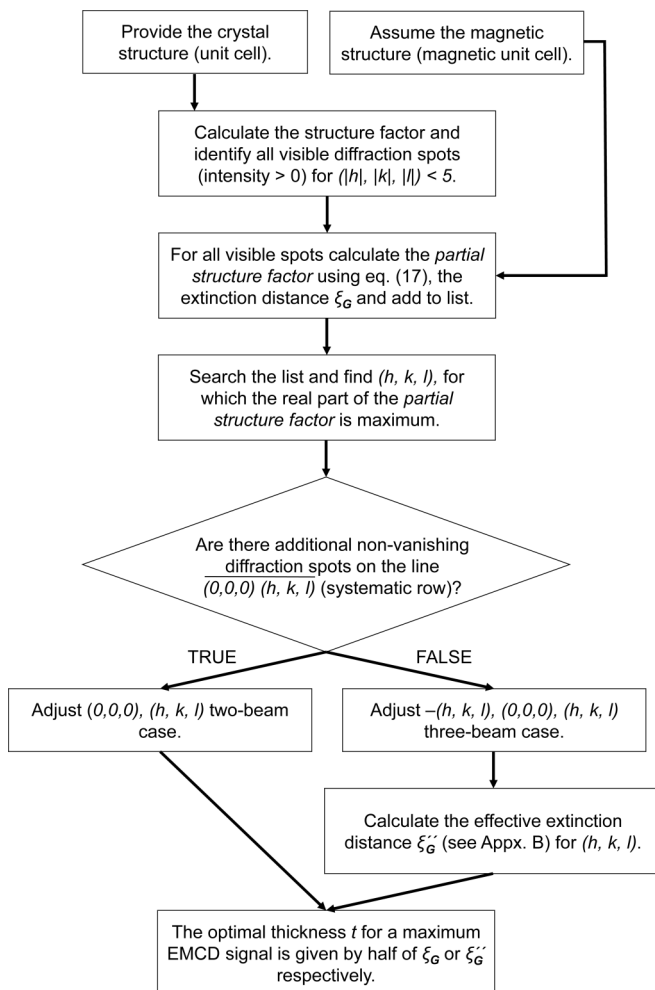 Provide the crystal
structure (unit cell).
Assume the magnetic
structure (magnetic unit cell).
Calculate the structure factor and
identify all visible diffraction spots
(intensity > 0) for (|h|, |k|, |l|) < 5.
For all visible spots calculate the partial
structure factor using eq. (17), the
extinction distance ξG and add to list.
Search the list and find (h, k, l), for
which the real part of the partial
structure factor is maximum.
Are there additional non-vanishing
diffraction spots on the line
(0,0,0) (h, k, l) (systematic row)?
TRUE
FALSE
Adjust (0,0,0), (h, k, l) two-beam
case.
Adjust –(h, k, l), (0,0,0), (h, k, l)
three-beam case.
Calculate the effective extinction
distance ξG´´ (see Appx. B) for (h, k, l).
The optimal thickness t for a maximum
EMCD signal is given by half of ξG or ξG´´
respectively.